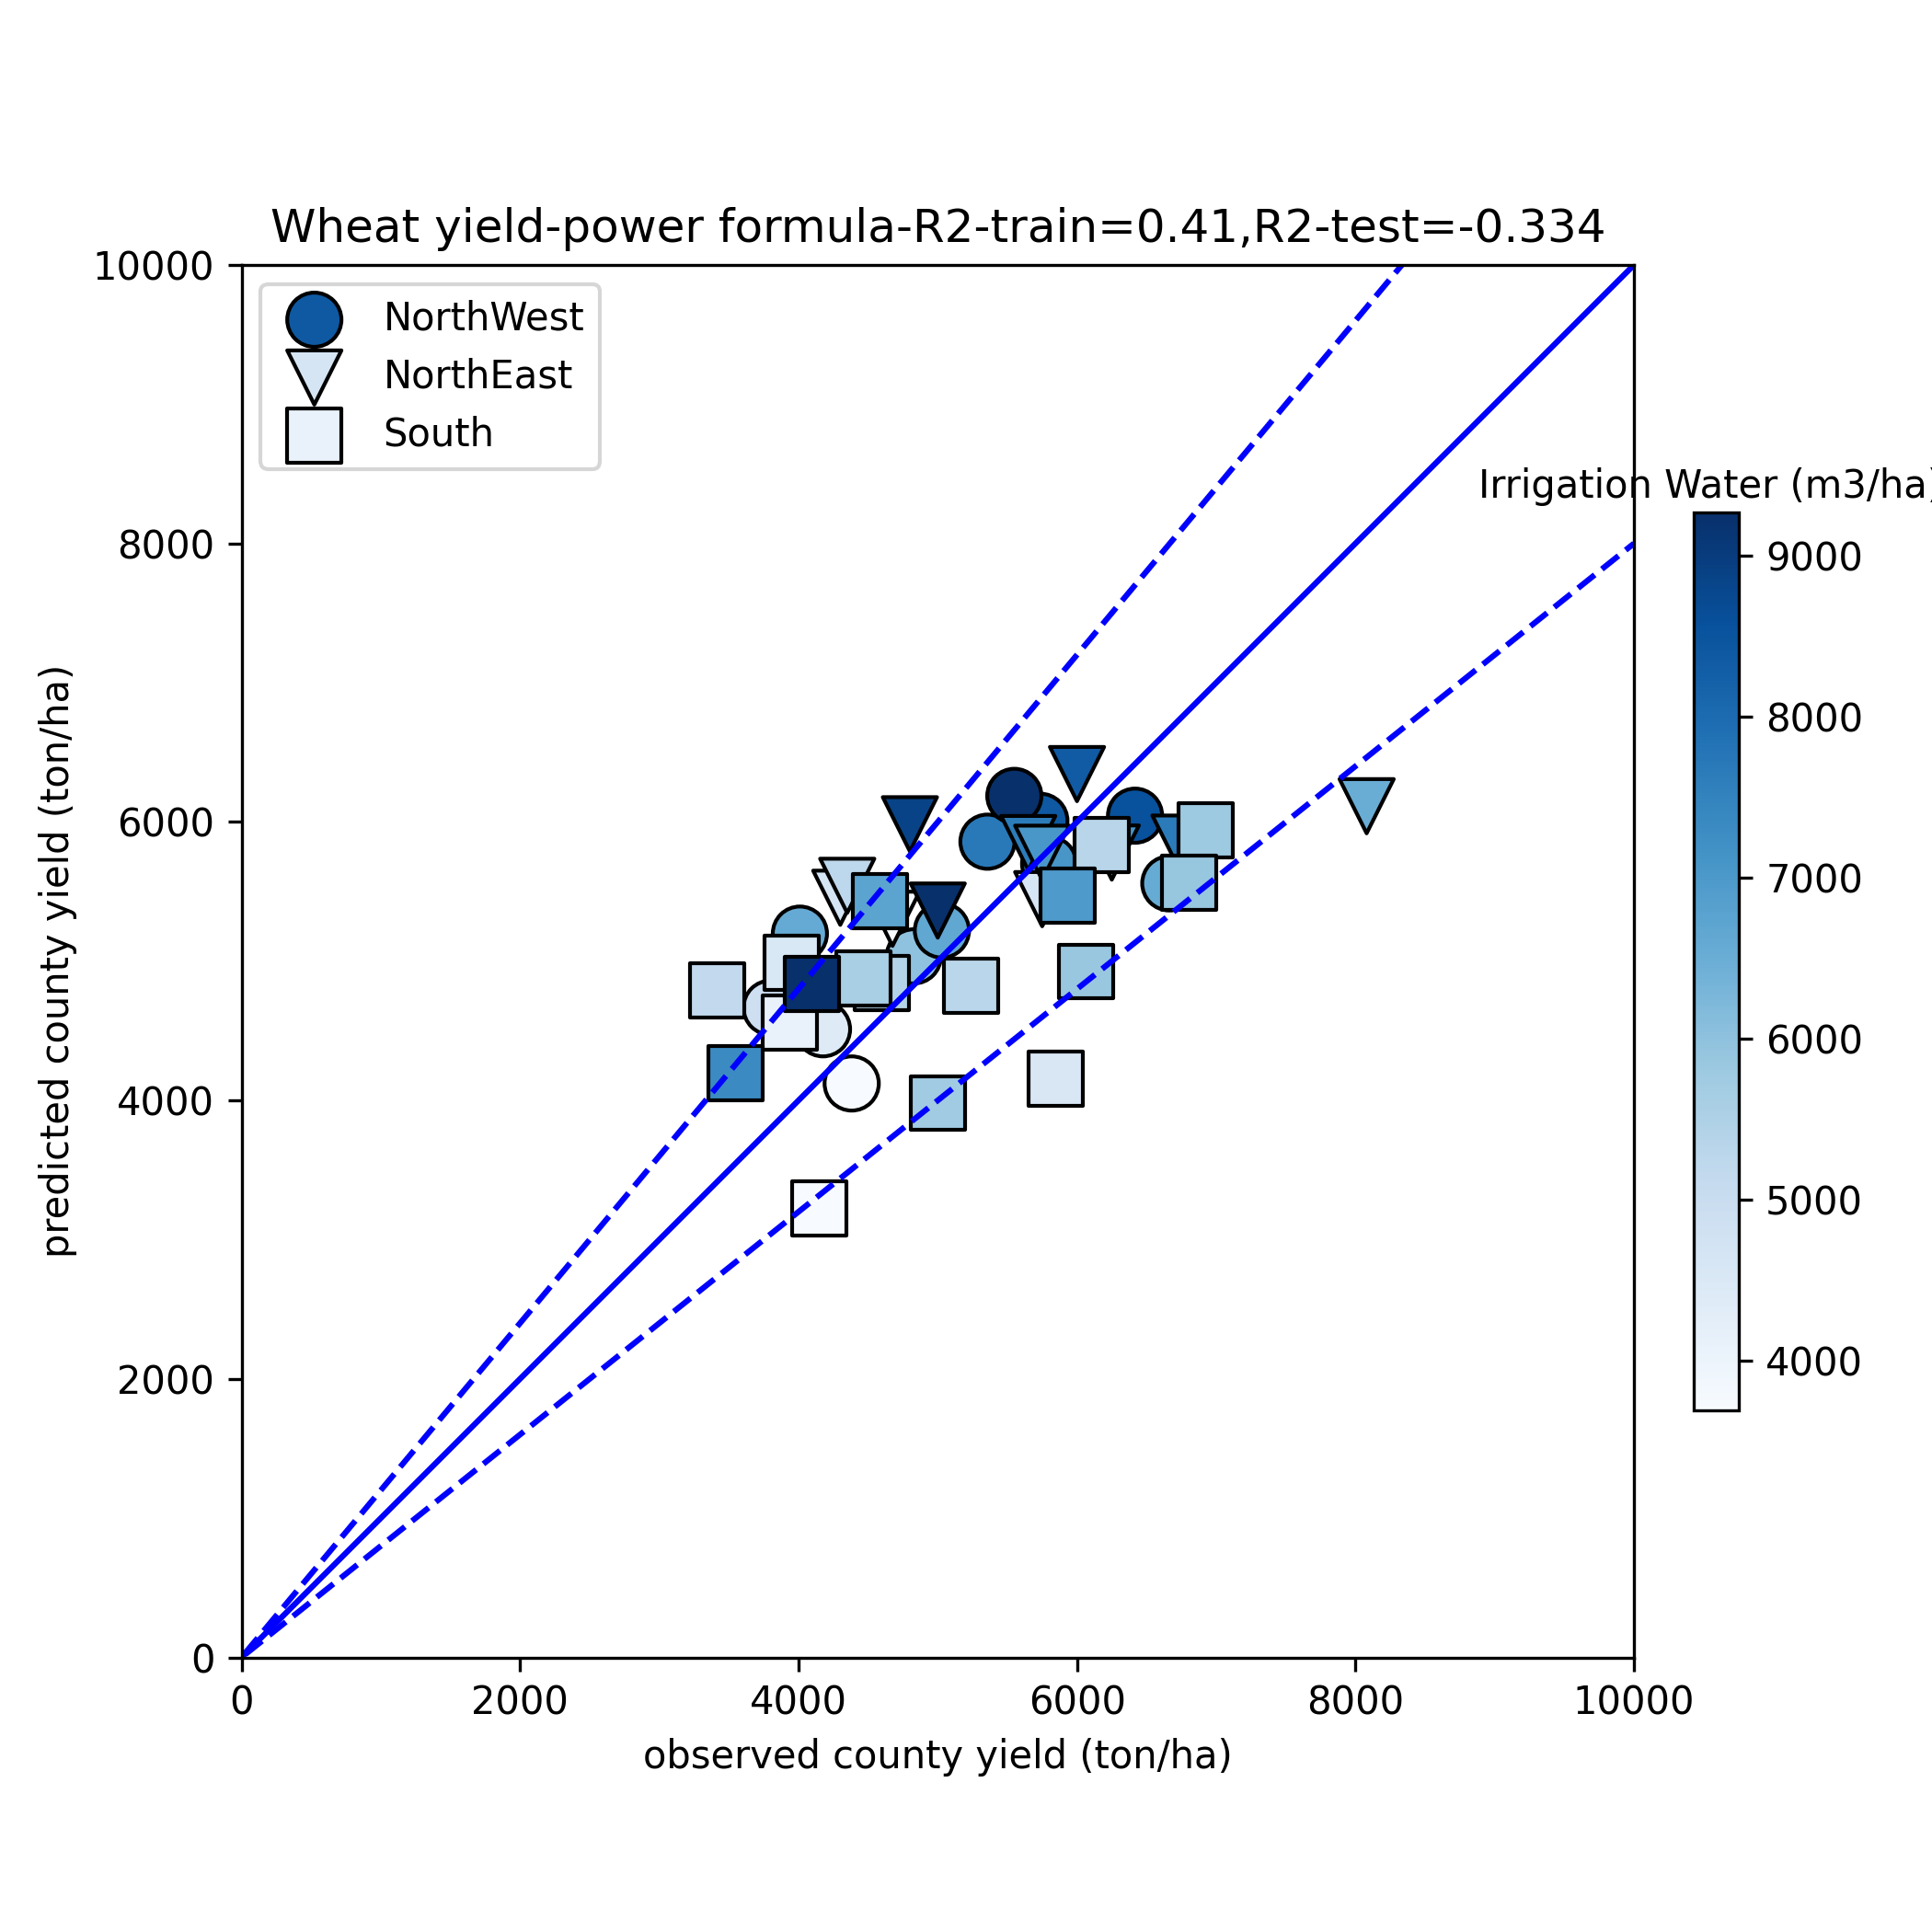 Wheat yield-power formula-R2-train=0.41,R2-test=-0.334
10000
8000
6000
4000
2000
0
predicted county yield (ton/ha)
NorthWest
NorthEast
South
Irrigation Water (m3/ha)
9000
8000
7000
6000
5000
4000
0
2000
4000
6000
8000
10000
observed county yield (ton/ha)